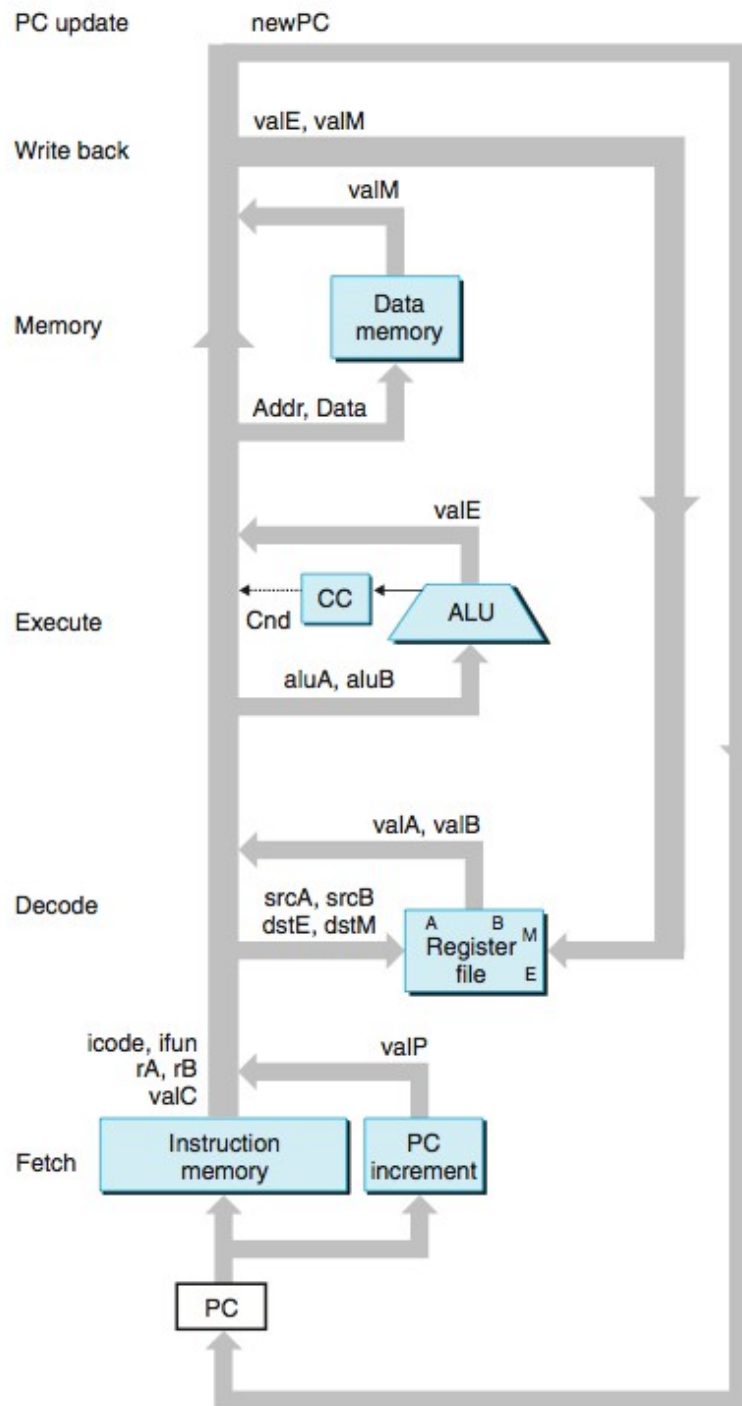 PC update
newPC
Write back
valE, valM
valM
Memory
Data
memory
Addr, Data
valE
Execute
CC
ALU
Cnd
aluA, aluB
valA, valB
Decode
srcA, srcB
dstE, dstM
A B
M
Register
file
E
icode, ifun
rA, rB
valC
valP
Fetch
Instruction
memory
PC
increment
PC